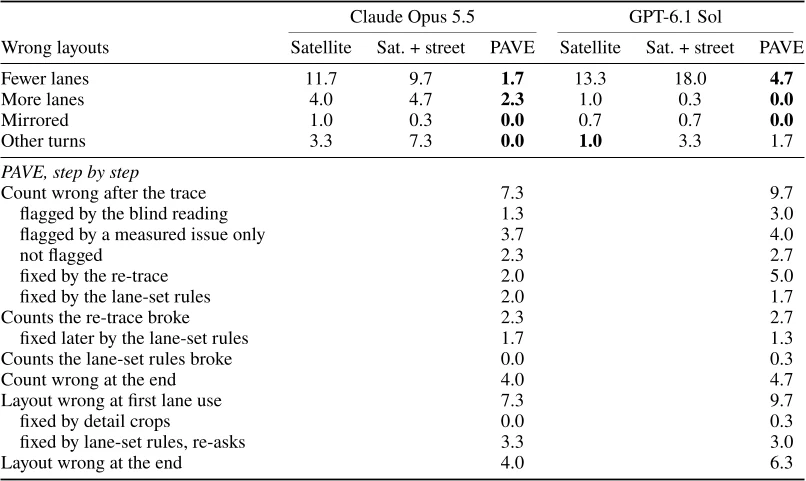 Claude Opus 5.5 GPT-6.1 Sol
Wrong layouts Satellite Sat. + street PAVE Satellite Sat. + street PAVE
Fewer lanes 11.7 9.7 1.7 13.3 18.0 4.7
More lanes 4.0 4.7 2.3 1.0 0.3 0.0
Mirrored 1.0 0.3 0.0 0.7 0.7 0.0
Other turns 3.3 7.3 0.0 1.0 3.3 1.7
PAVE, step by step
Count wrong after the trace 7.3 9.7
flagged by the blind reading 1.3 3.0
flagged by a measured issue only 3.7 4.0
not flagged 2.3 2.7
fixed by the re-trace 2.0 5.0
fixed by the lane-set rules 2.0 1.7
Counts the re-trace broke 2.3 2.7
fixed later by the lane-set rules 1.7 1.3
Counts the lane-set rules broke 0.0 0.3
Count wrong at the end 4.0 4.7
Layout wrong at first lane use 7.3 9.7
fixed by detail crops 0.0 0.3
fixed by lane-set rules, re-asks 3.3 3.0
Layout wrong at the end 4.0 6.3